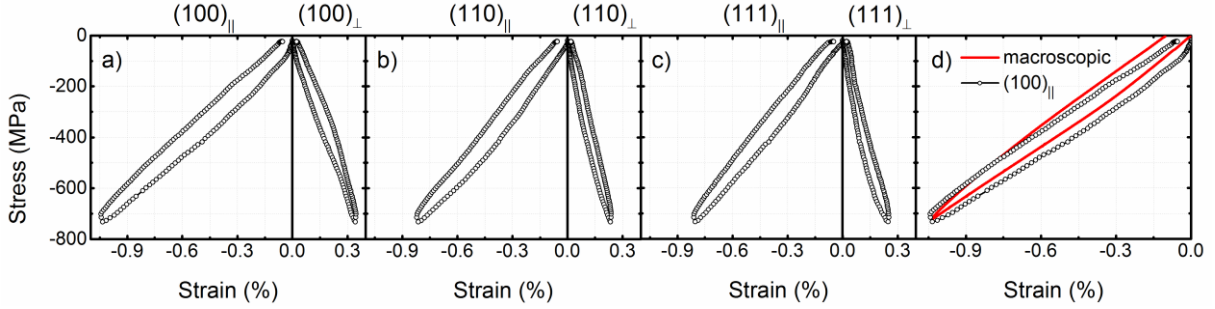 (100)|| (100)⊥ (110)|| (110)⊥ (111)|| (111)⊥
a) b) c) d)
macroscopic
(100)||
Stress (MPa)
0
-200
-400
-600
-800
-0.9 -0.6 -0.3 0.0 0.3 -0.9 -0.6 -0.3 0.0 0.3 -0.9 -0.6 -0.3 0.0 0.3 -0.9 -0.6 -0.3 0.0
Strain (%) Strain (%) Strain (%) Strain (%)